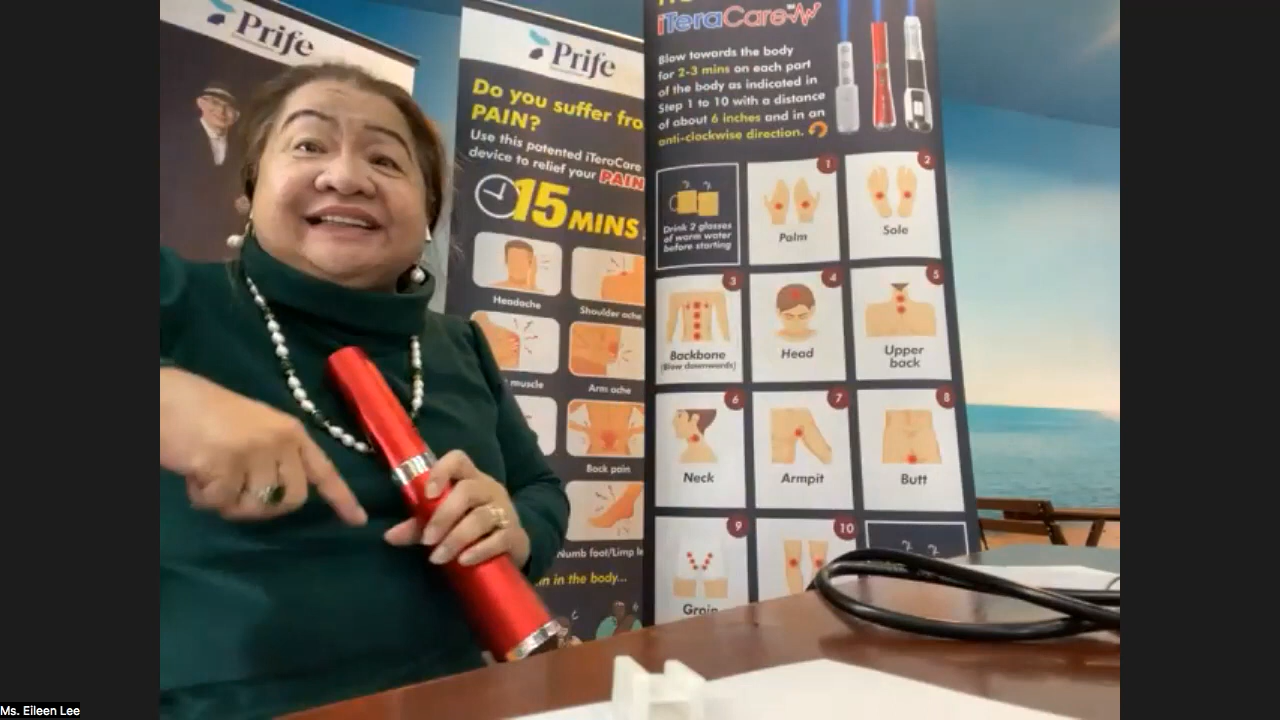 Prife
Prife
Do you suffer fro
PAIN?
Use this patented iTeraCare
device to relief your PAIN
15 MINS
Headache
Shoulder ache
muscle
Arm ache
Back pain
Numb foot/Limp
in the body...
iTeraCare
Blow towards the body
for 2-3 mins on each part
of the body as indicated in
Step 1 to 10 with a distance
of about 6 inches and in an
anti-clockwise direction.
Drink 2 glasses
of warm water
before starting
1
Palm
2
Sole
3
Backbone
(Blow downwards)
4
Head
5
Upper
back
6
Neck
7
Armpit
8
Butt
9
Groin
10
Ms. Eileen Lee